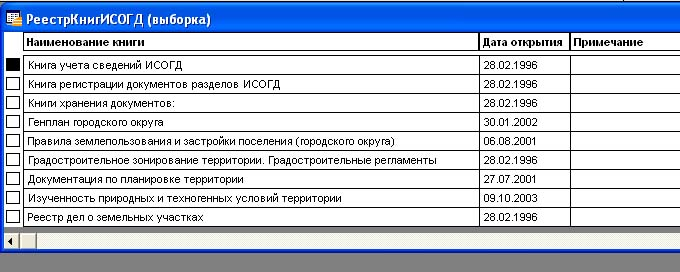 РеестрКнигИСОГД (выборка)
Наименование книги Дата открытия Примечание
Книга учета сведений ИСОГД 28.02.1996
Книга регистрации документов разделов ИСОГД 28.02.1996
Книги хранения документов: 28.02.1996
Генплан городского округа 30.01.2002
Правила землепользования и застройки поселения (городского округа) 06.08.2001
Градостроительное зонирование территории. Градостроительные регламенты 28.02.1996
Документация по планировке территории 27.07.2001
Изученность природных и техногенных условий территории 09.10.2003
Реестр дел о земельных участках 28.02.1996